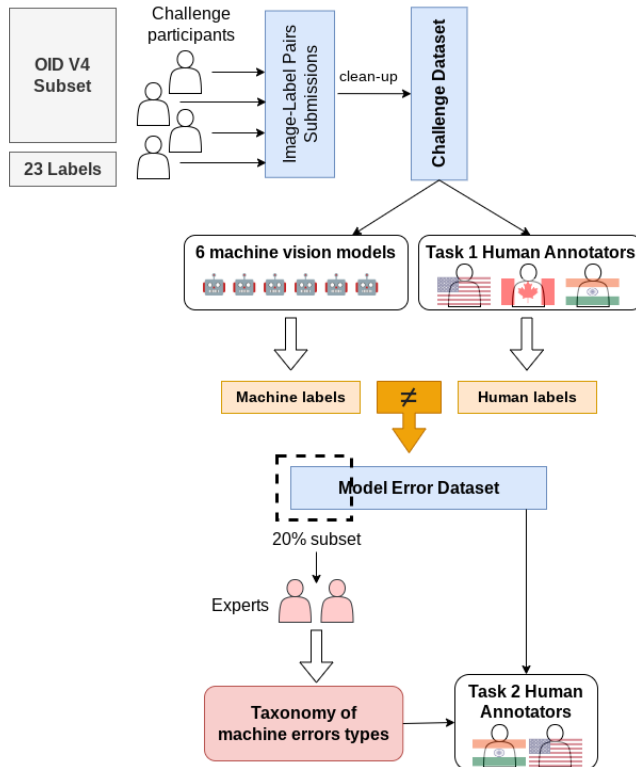 Challenge
participants
OID V4
Subset
23 Labels
Image-Label Pairs
Submissions
clean-up
Challenge Dataset
6 machine vision models
Task 1 Human Annotators
Machine labels
≠
Human labels
Model Error Dataset
20% subset
Experts
Taxonomy of
machine errors types
Task 2 Human
Annotators